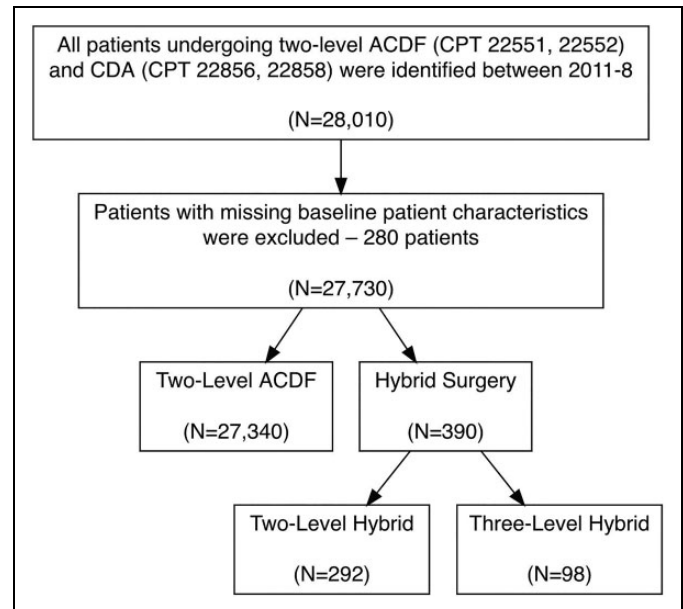 All patients undergoing two-level ACDF (CPT 22551, 22552)
and CDA (CPT 22856, 22858) were identified between 2011-8
(N=28,010)
Patients with missing baseline patient characteristics
were excluded – 280 patients
(N=27,730)
Two-Level ACDF
(N=27,340)
Hybrid Surgery
(N=390)
Two-Level Hybrid
(N=292)
Three-Level Hybrid
(N=98)